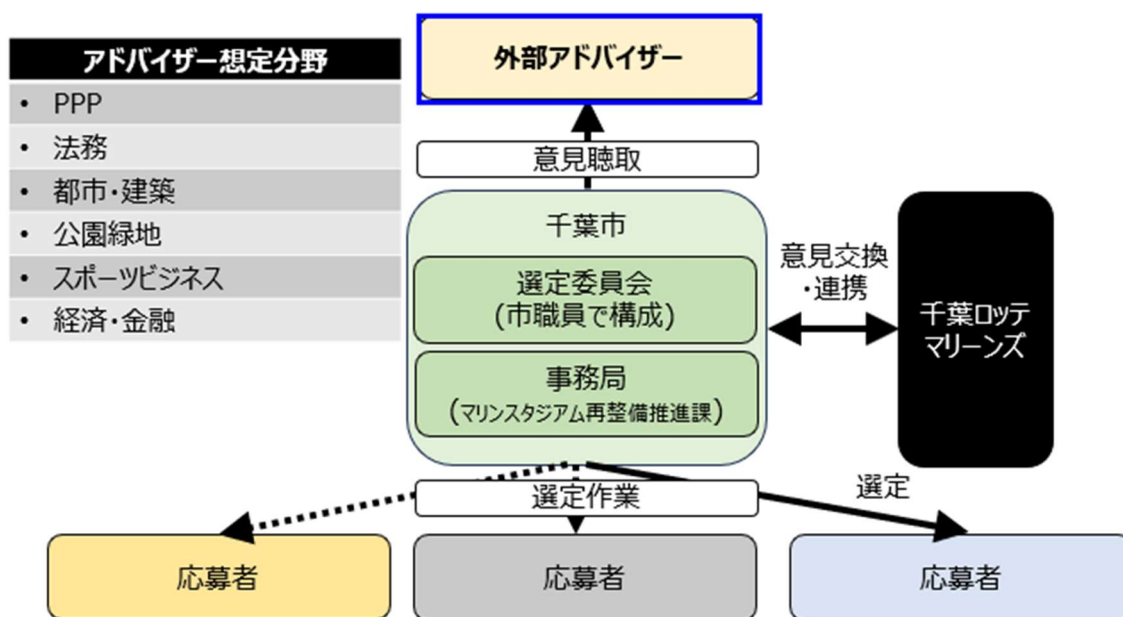 アドバイザー想定分野
• PPP
• 法務
• 都市・建築
• 公園緑地
• スポーツビジネス
• 経済・金融
外部アドバイザー
意見聴取
千葉市
選定委員会
(市職員で構成)
事務局
(マリンスタジアム再整備推進課)
意見交換
・連携
千葉ロッテ
マリーンズ
選定作業
選定
応募者
応募者
応募者